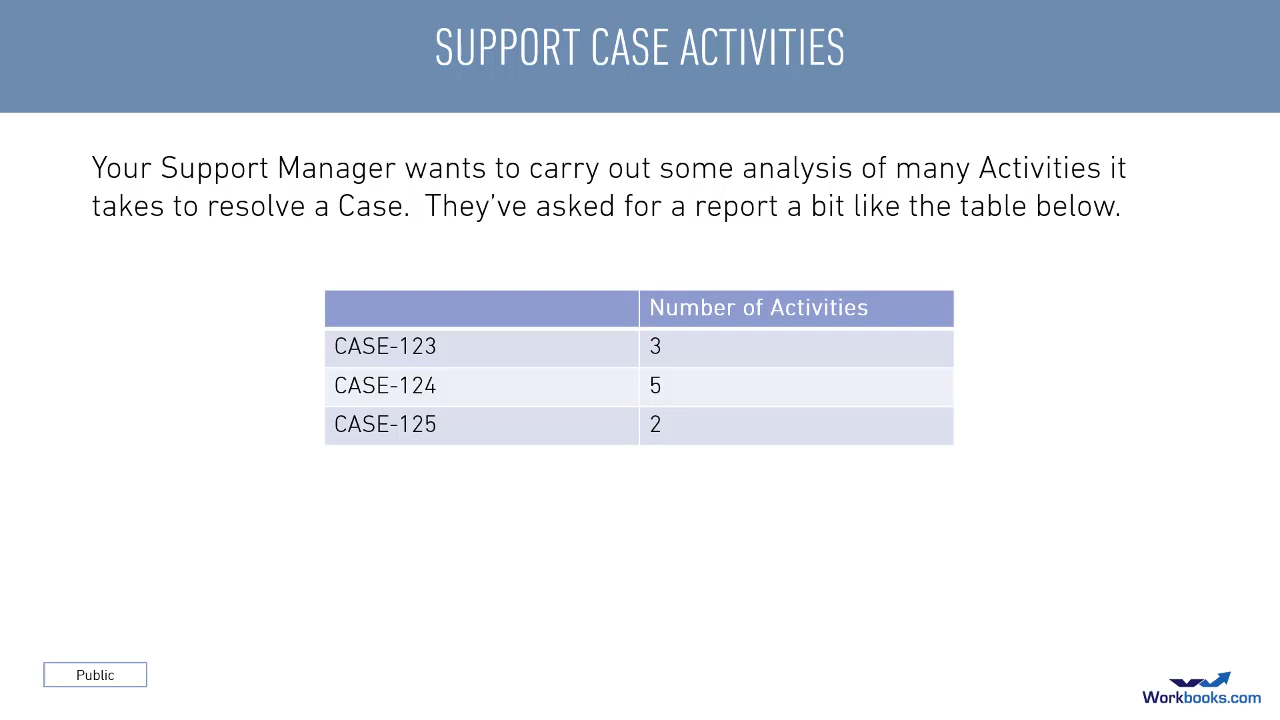 SUPPORT CASE ACTIVITIES
Your Support Manager wants to carry out some analysis of many Activities it
takes to resolve a Case. They've asked for a report a bit like the table below.
Number of Activities
CASE-123 3
CASE-124 5
CASE-125 2
Public
Workbooks.com